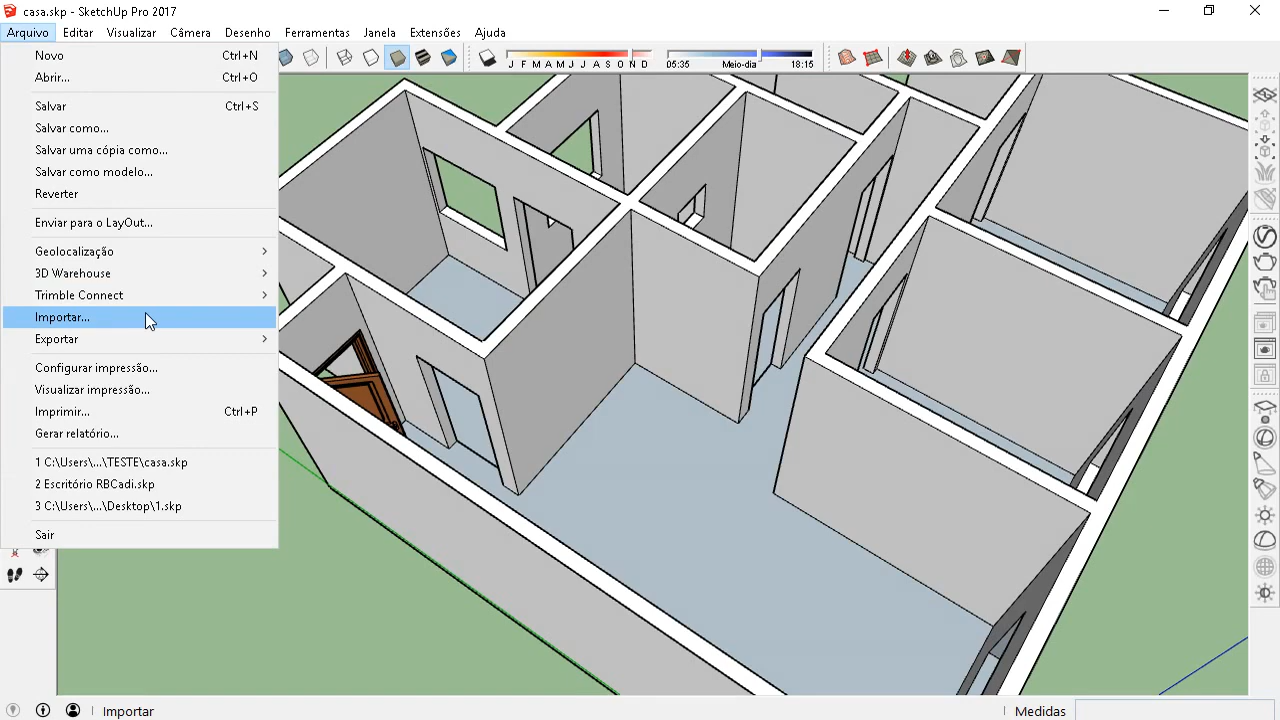 casa.skp - SketchUp Pro 2017
Arquivo Editar Visualizar Câmera Desenho Ferramentas Janela Extensões Ajuda
J F M A M J J A S O N D 05:35 Meio-dia 18:16
Novo Ctrl+N
Abrir... Ctrl+O
Salvar Ctrl+S
Salvar como...
Salvar uma cópia como...
Salvar como modelo...
Reverter
Enviar para o LayOut...
Geolocalização
3D Warehouse
Trimble Connect
Importar...
Exportar
Configurar impressão...
Visualizar impressão...
Imprimir... Ctrl+P
Gerar relatório...
1 C:\Users\...\TESTE\casa.skp
2 Escritório RBCadi.skp
3 C:\Users\...\Desktop\1.skp
Sair
Importar
Medidas